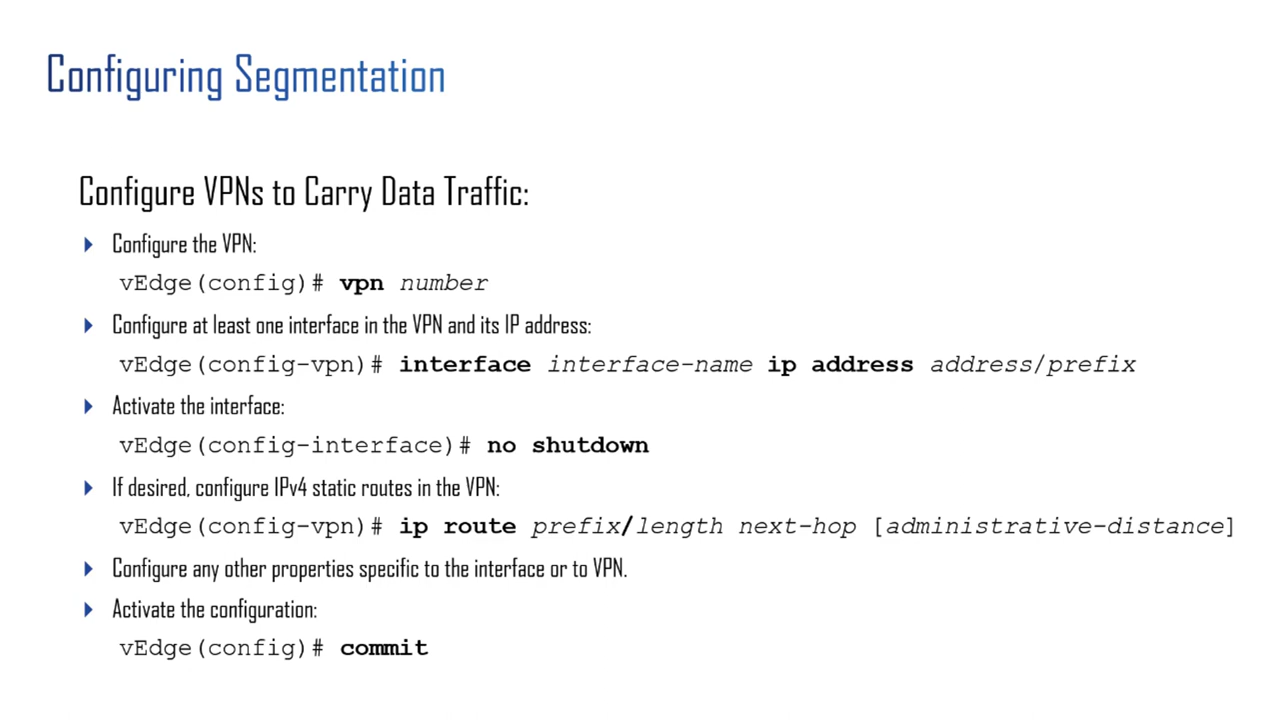 Configuring Segmentation
Configure VPNs to Carry Data Traffic:
Configure the VPN:
vEdge(config)# vpn number
Configure at least one interface in the VPN and its IP address:
vEdge(config-vpn)# interface interface-name ip address address/prefix
Activate the interface:
vEdge(config-interface)# no shutdown
If desired, configure IPv4 static routes in the VPN:
vEdge(config-vpn)# ip route prefix/length next-hop [administrative-distance]
Configure any other properties specific to the interface or to VPN.
Activate the configuration:
vEdge(config)# commit